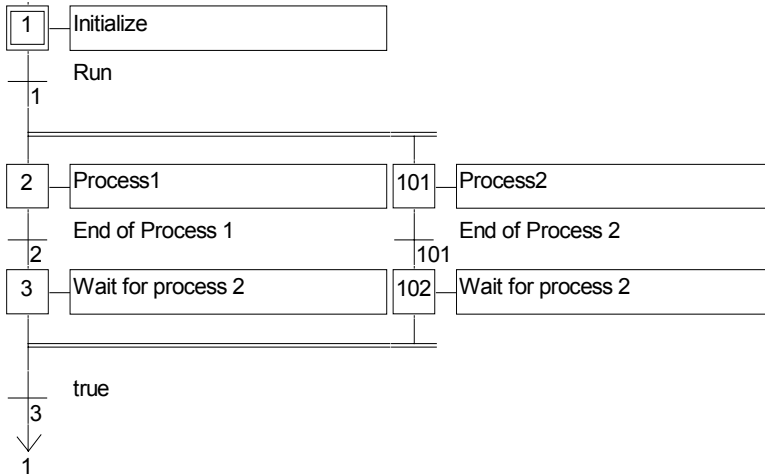 1 Initialize
Run
1
2 Process1 101 Process2
End of Process 1 End of Process 2
2 101
3 Wait for process 2 102 Wait for process 2
true
3
1